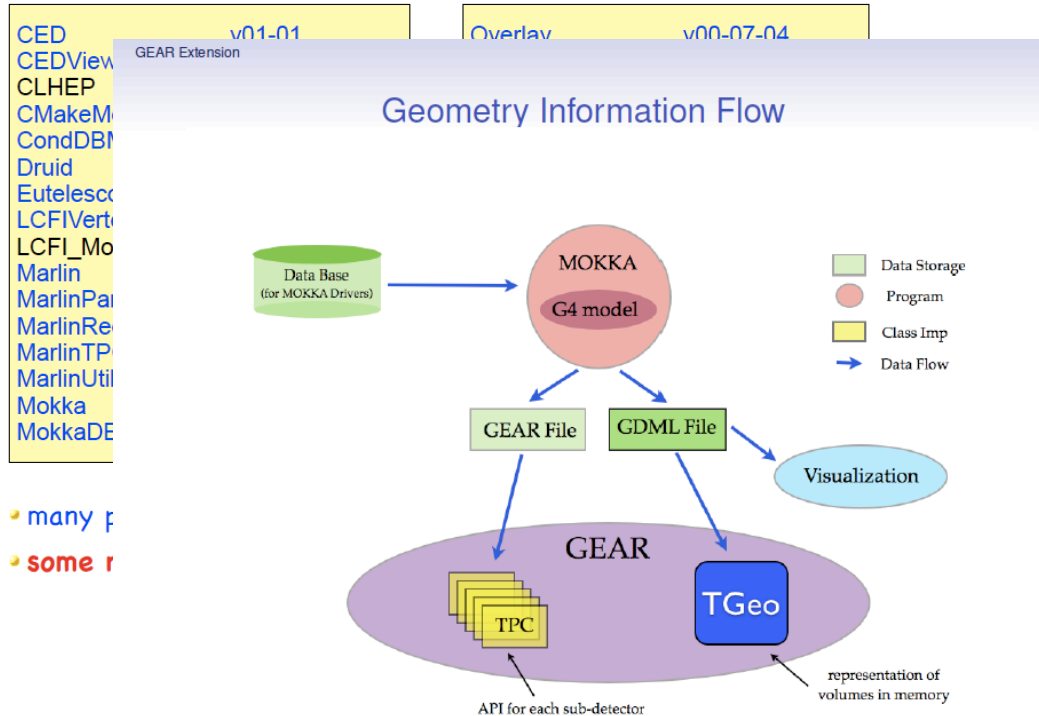 CED v01-01
CEDView
CLHEP
CMakeM
CondDBM
Druid
Eutelesc
LCFIVert
LCFI_Mo
Marlin
MarlinPar
MarlinRe
MarlinTP
MarlinUtil
Mokka
MokkaDB
Overlay v00-07-04
many p
some r
GEAR Extension
Geometry Information Flow
Data Base
(for MOKKA Drivers)
MOKKA
G4 model
Data Storage
Program
Class Imp
Data Flow
GEAR File
GDML File
Visualization
GEAR
TPC
TGeo
API for each sub-detector
representation of
volumes in memory